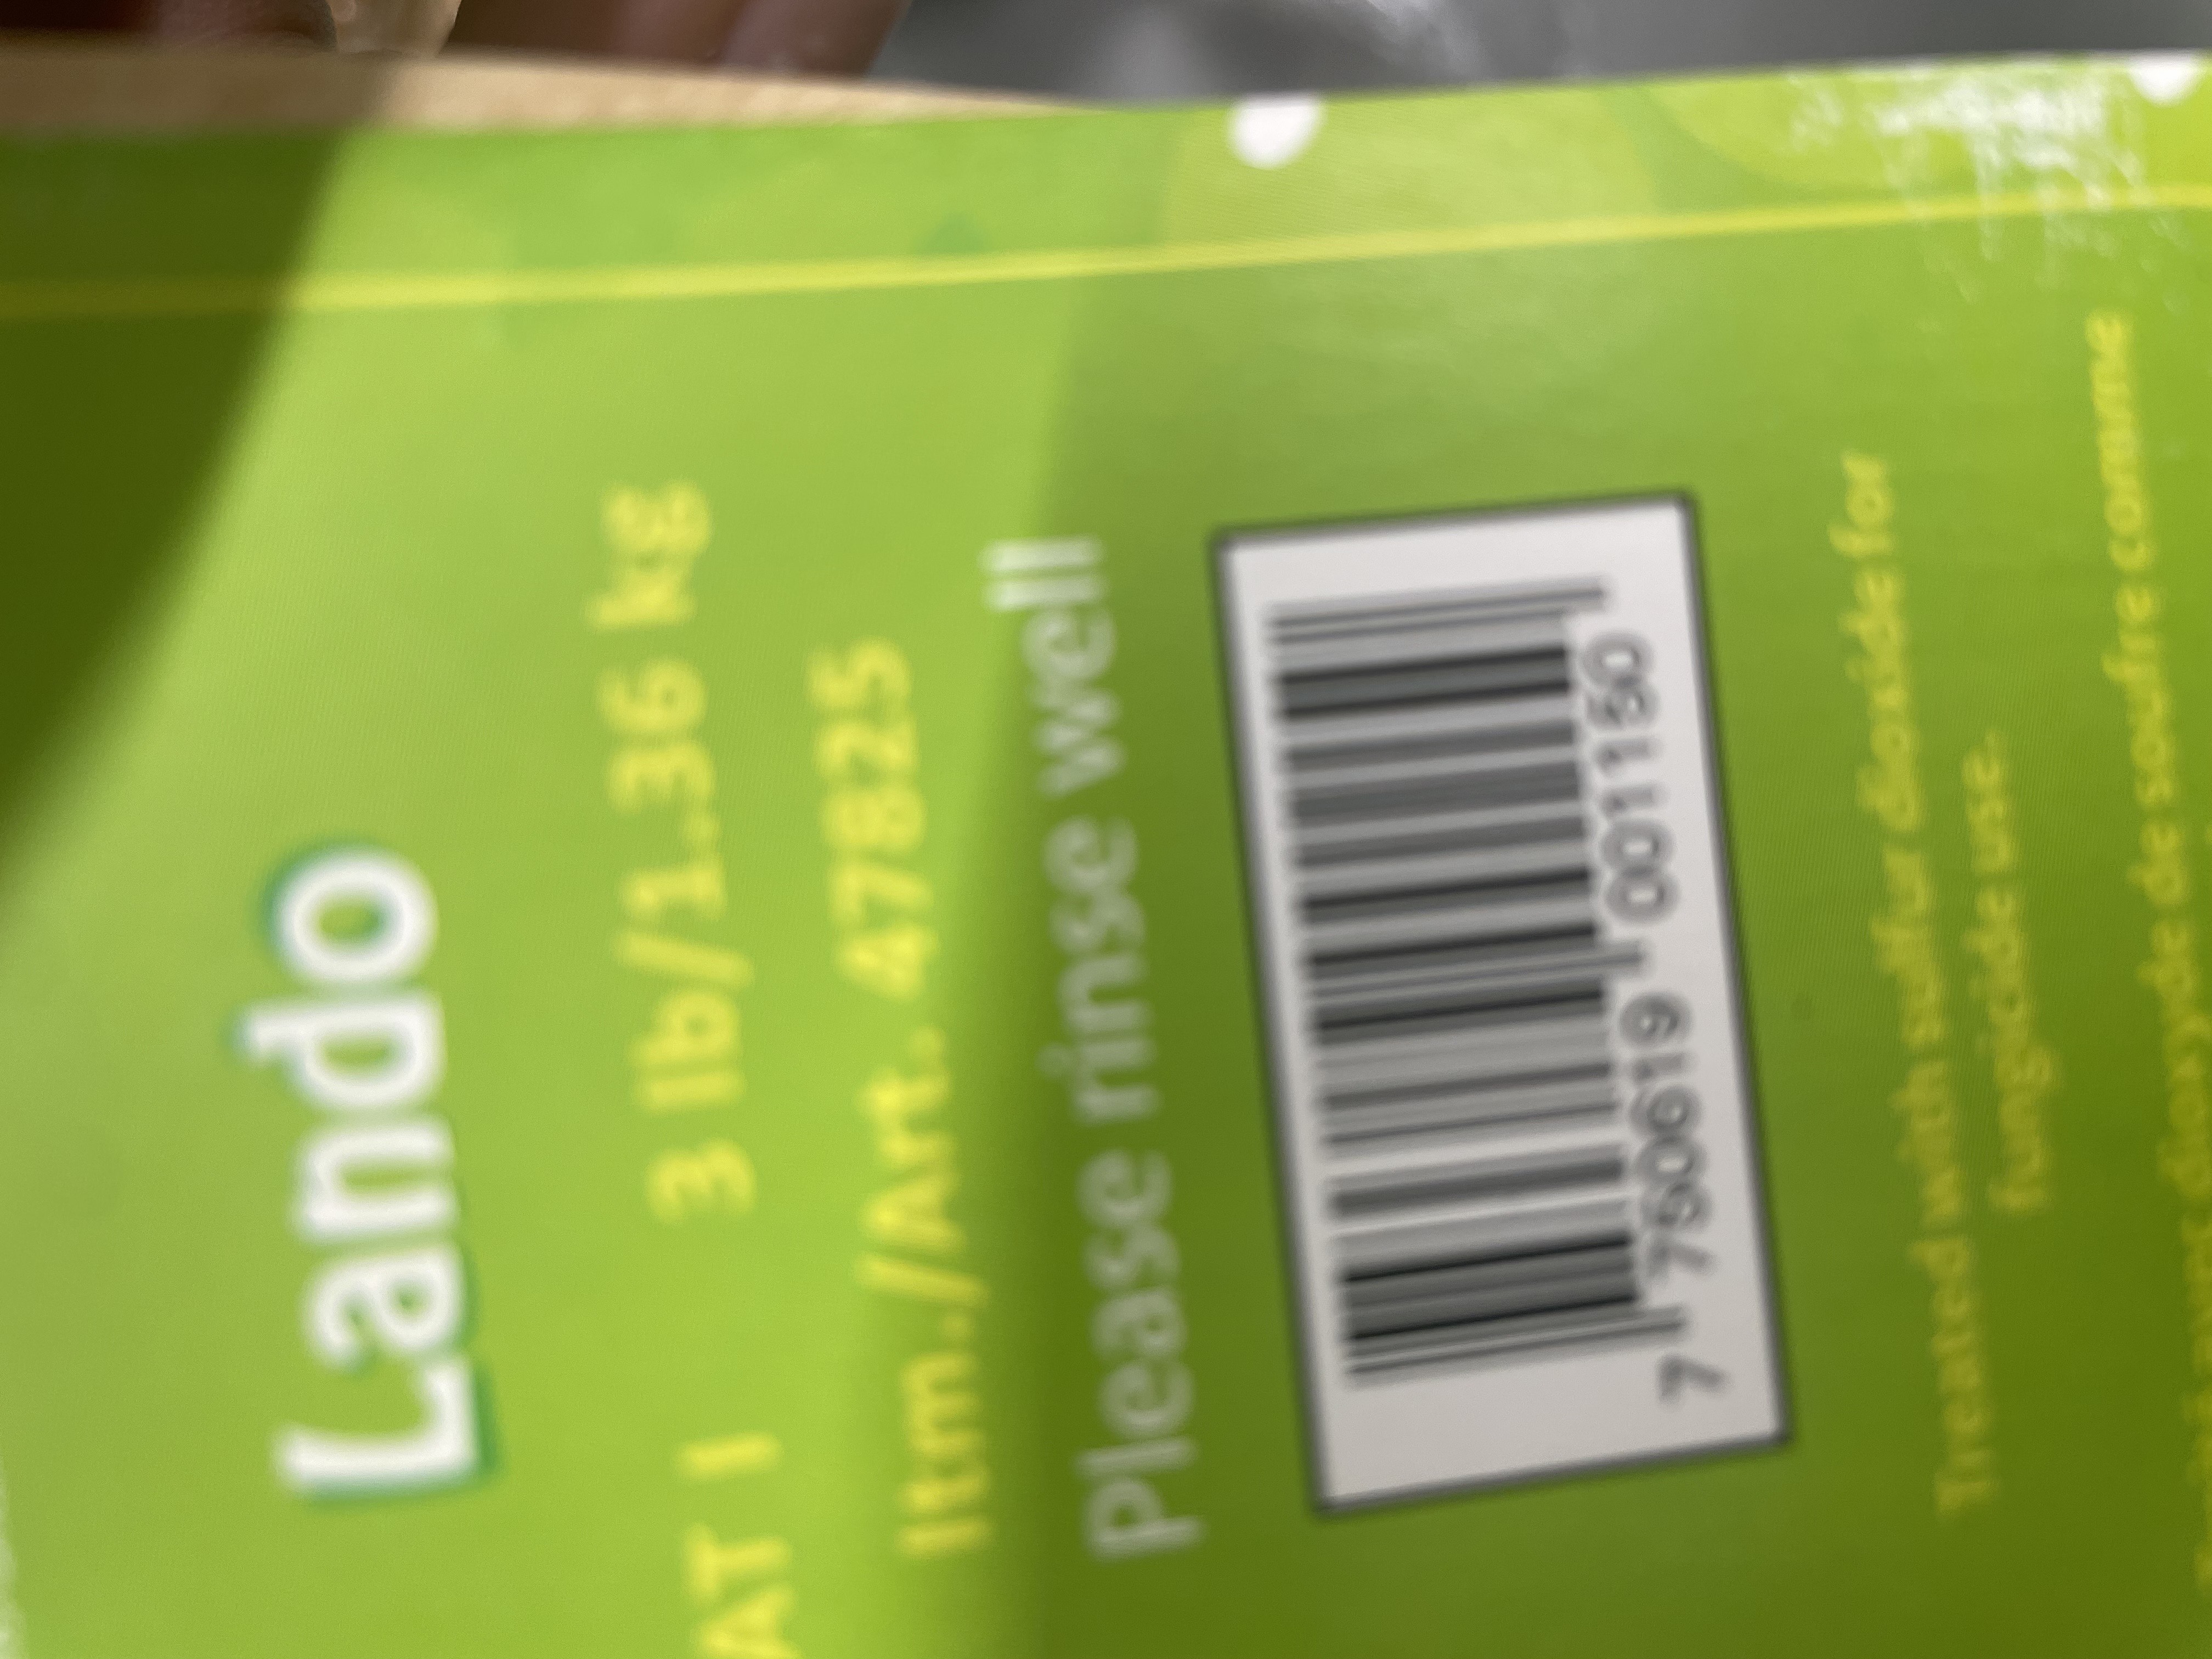 Lando
AT I 3 lb/1.36 kg
Itm./Art. 47825
Please rinse well
7 750619 001150
Treated with sulfur dioxide for
fungicide use.
avec dioxyde de soufre comme